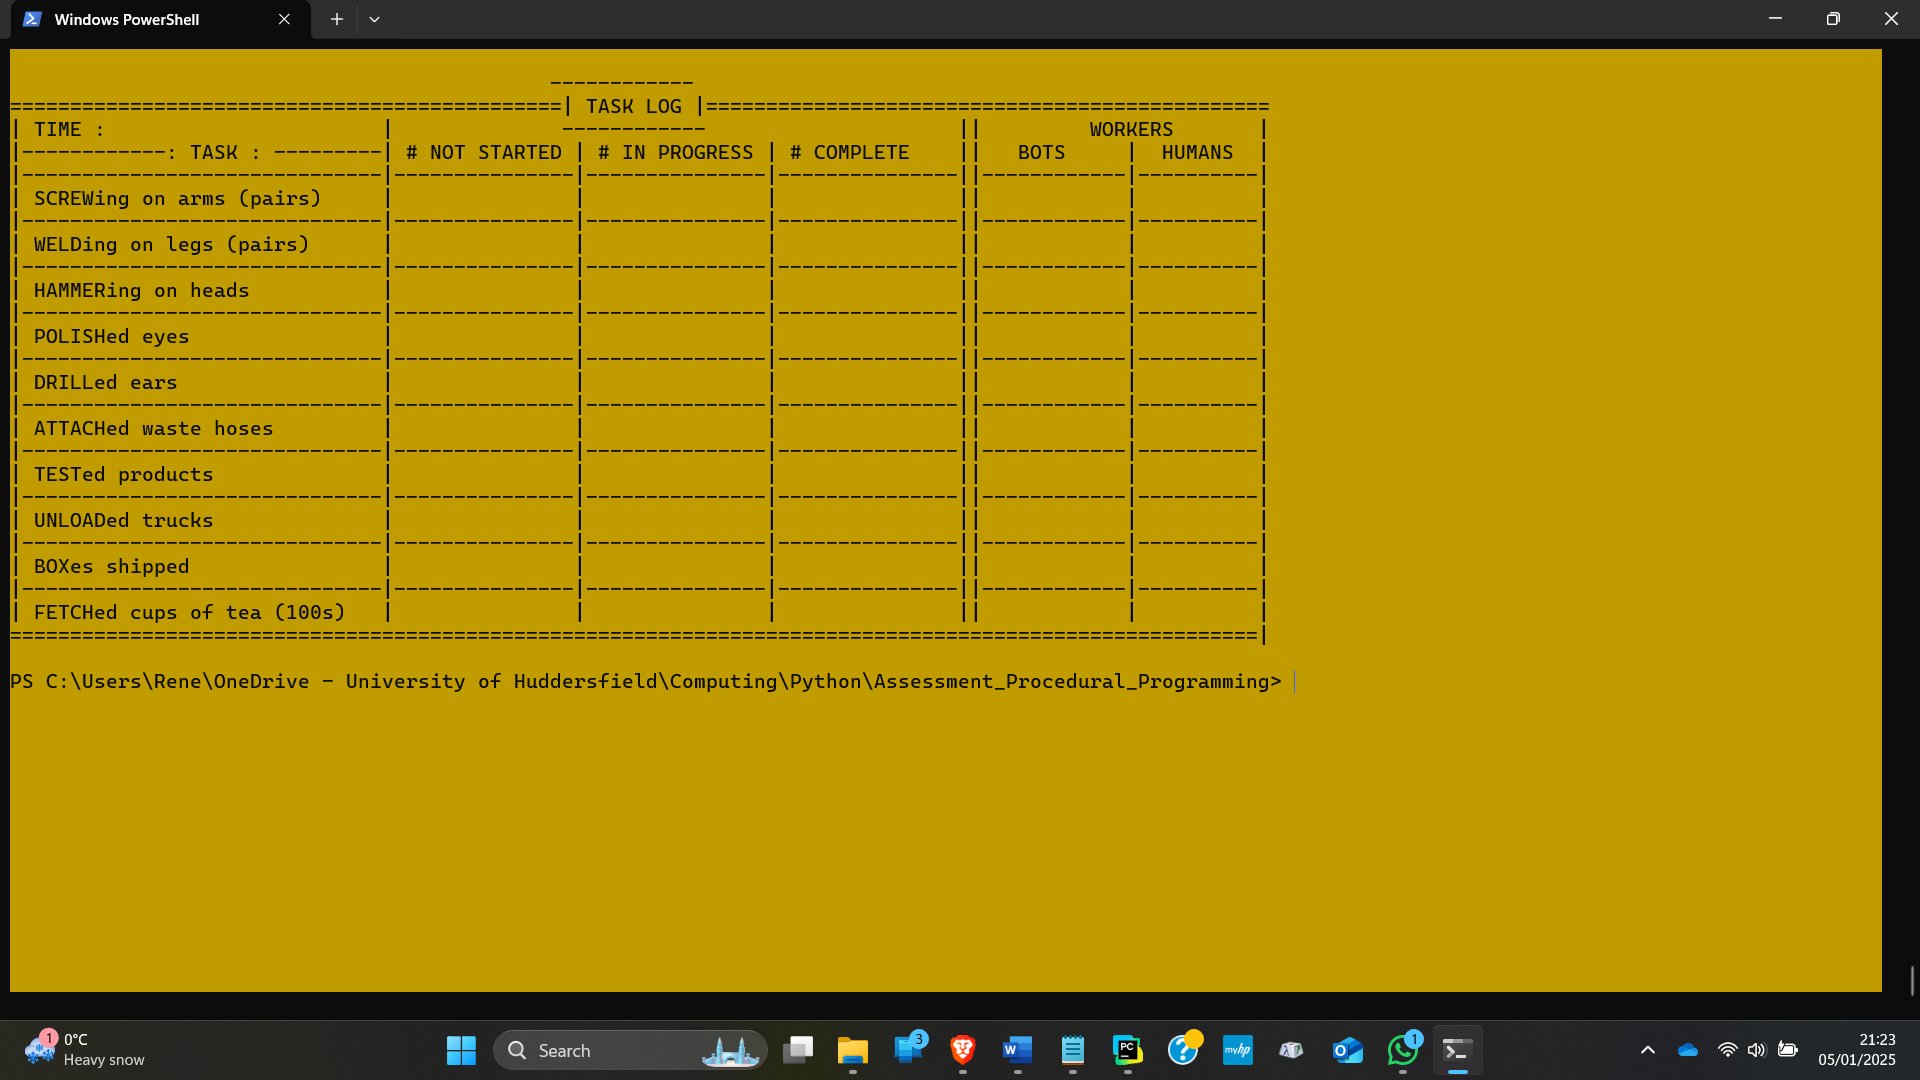 Windows PowerShell
------------
==============================================| TASK LOG |===============================================
| TIME :                       |              ------------                     ||         WORKERS       |
|------------: TASK : ---------| # NOT STARTED | # IN PROGRESS | # COMPLETE    ||   BOTS     |  HUMANS  |
|------------------------------|---------------|---------------|---------------||------------|----------|
| SCREWing on arms (pairs)     |               |               |               ||            |          |
|------------------------------|---------------|---------------|---------------||------------|----------|
| WELDing on legs (pairs)      |               |               |               ||            |          |
|------------------------------|---------------|---------------|---------------||------------|----------|
| HAMMERing on heads           |               |               |               ||            |          |
|------------------------------|---------------|---------------|---------------||------------|----------|
| POLISHed eyes                |               |               |               ||            |          |
|------------------------------|---------------|---------------|---------------||------------|----------|
| DRILLed ears                 |               |               |               ||            |          |
|------------------------------|---------------|---------------|---------------||------------|----------|
| ATTACHed waste hoses         |               |               |               ||            |          |
|------------------------------|---------------|---------------|---------------||------------|----------|
| TESTed products              |               |               |               ||            |          |
|------------------------------|---------------|---------------|---------------||------------|----------|
| UNLOADed trucks              |               |               |               ||            |          |
|------------------------------|---------------|---------------|---------------||------------|----------|
| BOXes shipped                |               |               |               ||            |          |
|------------------------------|---------------|---------------|---------------||------------|----------|
| FETCHed cups of tea (100s)   |               |               |               ||            |          |
========================================================================================================|
PS C:\Users\Rene\OneDrive - University of Huddersfield\Computing\Python\Assessment_Procedural_Programming>
1
0°C
Heavy snow
Search
3
W
PC
?
myhp
O
1
21:23
05/01/2025